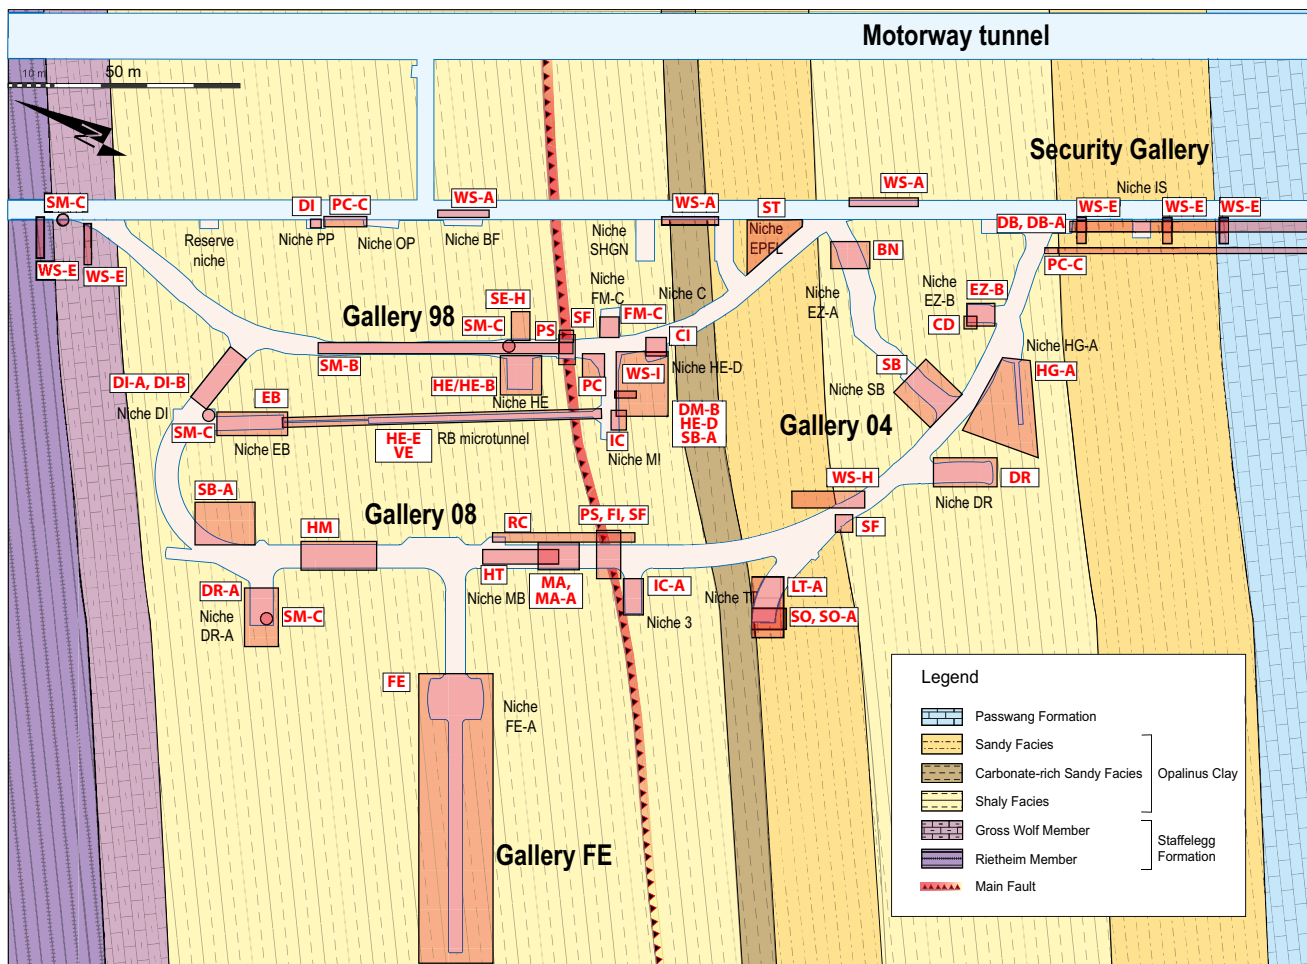 Motorway tunnel
10 m
50 m
N
Security Gallery
Niche IS
SM-C
DI
PC-C
WS-A
WS-A
ST
WS-A
DB, DB-A
WS-E
WS-E
WS-E
WS-E
WS-E
Reserve
niche
Niche PP
Niche OP
Niche BF
Niche
SHGN
Niche
EPFL
BN
PC-C
Gallery 98
SE-H
SM-C
PS
SF
Niche
FM-C
FM-C
Niche C
Niche
EZ-A
Niche
EZ-B
EZ-B
CD
CI
SM-B
DI-A, DI-B
Niche DI
SM-C
EB
Niche EB
HE/HE-B
Niche HE
PC
WS-I
Niche HE-D
SB
Niche SB
Niche HG-A
HG-A
HE-E
VE
RB microtunnel
IC
Niche MI
DM-B
HE-D
SB-A
Gallery 04
SB-A
HM
Gallery 08
RC
PS, FI, SF
WS-H
SF
DR
Niche DR
HT
Niche MB
MA,
MA-A
IC-A
Niche 3
Niche TT
LT-A
SO, SO-A
DR-A
Niche
DR-A
SM-C
FE
Niche
FE-A
Gallery FE
Legend
Passwang Formation
Sandy Facies
Carbonate-rich Sandy Facies
Opalinus Clay
Shaly Facies
Gross Wolf Member
Staffelegg
Formation
Rietheim Member
Main Fault